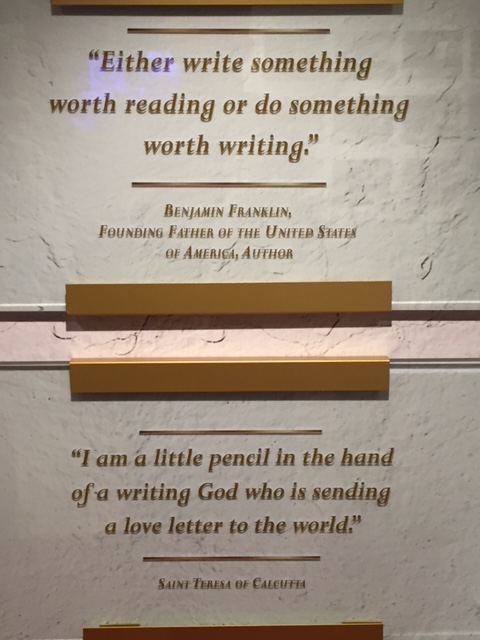 “Either write something
worth reading or do something
worth writing.”
Benjamin Franklin,
Founding Father of the United States
of America, Author
“I am a little pencil in the hand
of a writing God who is sending
a love letter to the world.”
Saint Teresa of Calcutta